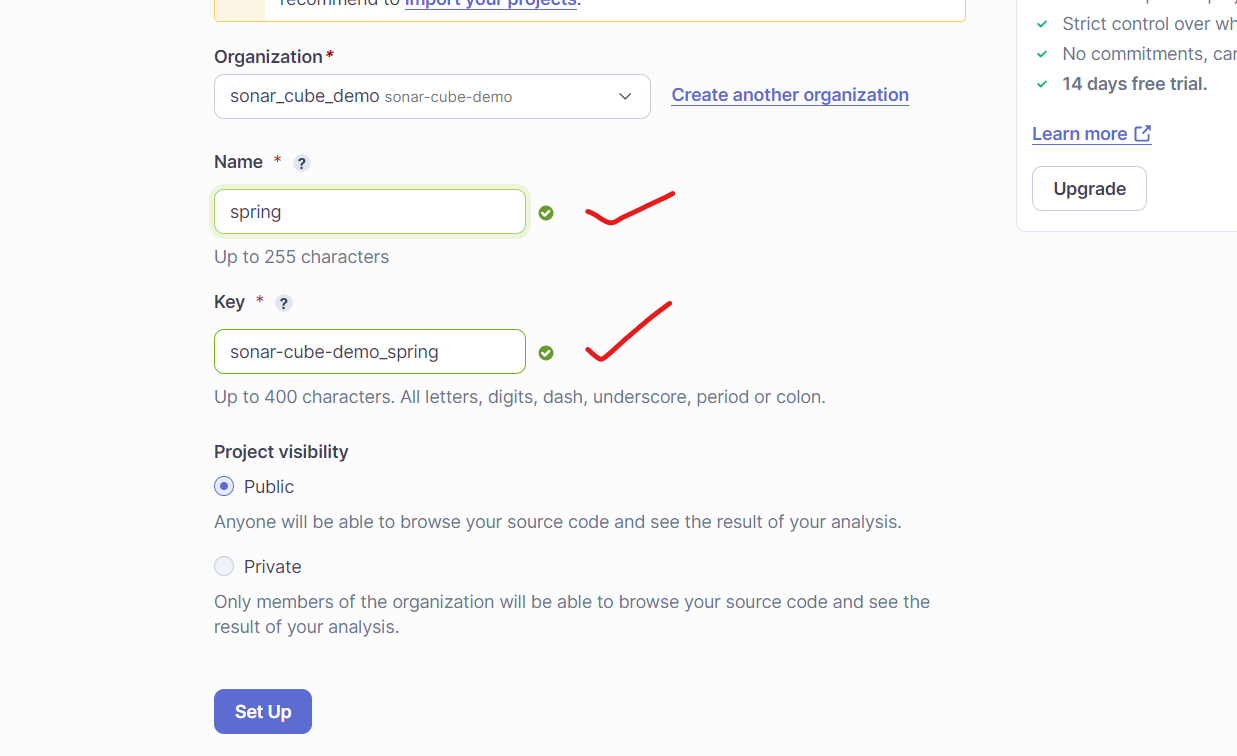 recommend to import your projects.
Organization*
sonar_cube_demo sonar-cube-demo
Create another organization
Name * ?
spring
Up to 255 characters
Key * ?
sonar-cube-demo_spring
Up to 400 characters. All letters, digits, dash, underscore, period or colon.
Project visibility
Public
Anyone will be able to browse your source code and see the result of your analysis.
Private
Only members of the organization will be able to browse your source code and see the
result of your analysis.
Set Up
Strict control over
No commitments,
14 days free trial.
Learn more
Upgrade